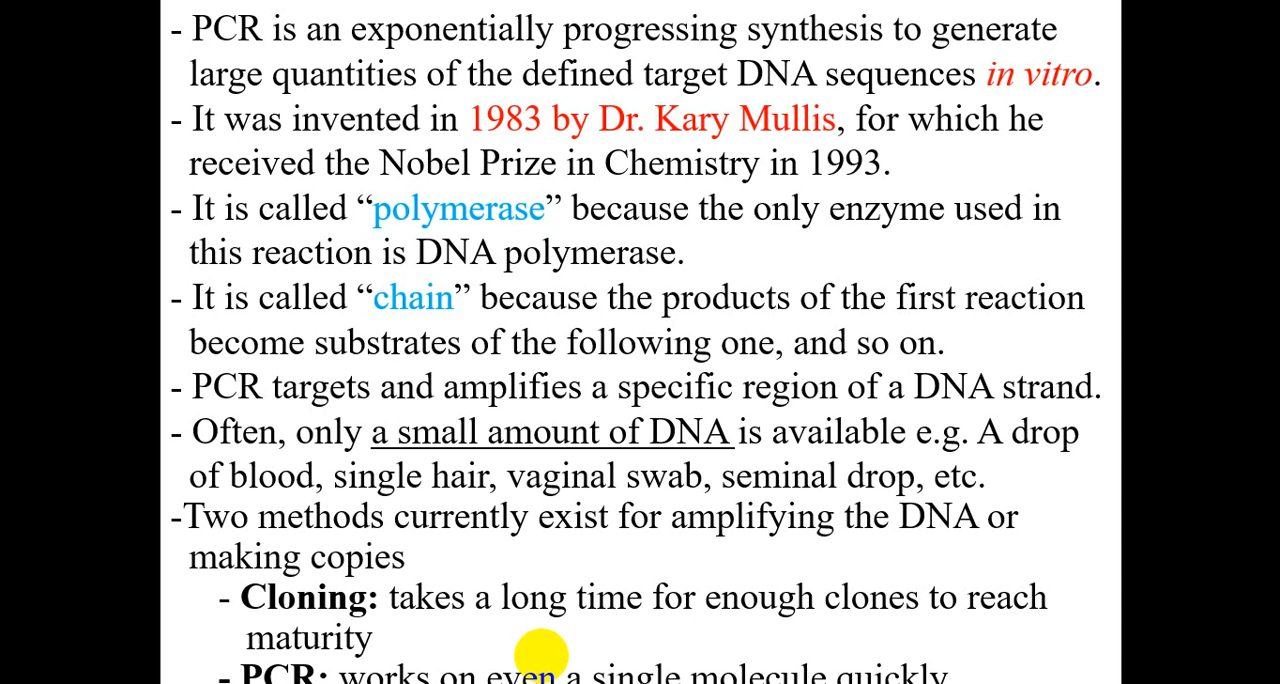 - PCR is an exponentially progressing synthesis to generate
large quantities of the defined target DNA sequences in vitro.
- It was invented in 1983 by Dr. Kary Mullis, for which he
received the Nobel Prize in Chemistry in 1993.
- It is called “polymerase” because the only enzyme used in
this reaction is DNA polymerase.
- It is called “chain” because the products of the first reaction
become substrates of the following one, and so on.
- PCR targets and amplifies a specific region of a DNA strand.
- Often, only a small amount of DNA is available e.g. A drop
of blood, single hair, vaginal swab, seminal drop, etc.
-Two methods currently exist for amplifying the DNA or
making copies
- Cloning: takes a long time for enough clones to reach
maturity
- PCR: works on even a single molecule quickly